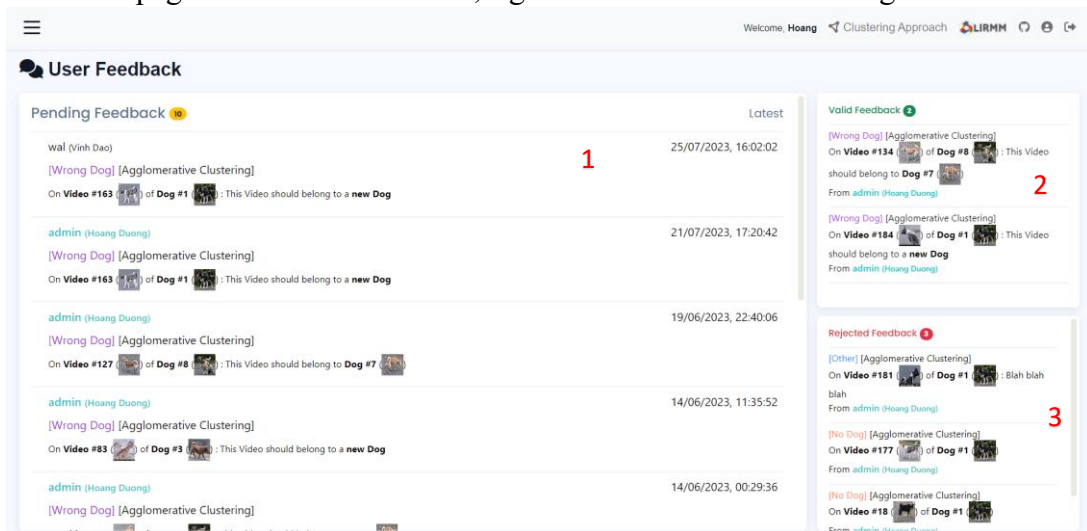 Welcome, Hoang Clustering Approach LIRMM
User Feedback
Pending Feedback 10 Latest
wal (Vinh Dao) 25/07/2023, 16:02:02
[Wrong Dog] [Agglomerative Clustering]
On Video #163 ( ) of Dog #1 ( ) : This Video should belong to a new Dog
1
admin (Hoang Duong) 21/07/2023, 17:20:42
[Wrong Dog] [Agglomerative Clustering]
On Video #163 ( ) of Dog #1 ( ) : This Video should belong to a new Dog
admin (Hoang Duong) 19/06/2023, 22:40:06
[Wrong Dog] [Agglomerative Clustering]
On Video #127 ( ) of Dog #8 ( ) : This Video should belong to Dog #7 ( )
admin (Hoang Duong) 14/06/2023, 11:35:52
[Wrong Dog] [Agglomerative Clustering]
On Video #83 ( ) of Dog #3 ( ) : This Video should belong to a new Dog
admin (Hoang Duong) 14/06/2023, 00:29:36
[Wrong Dog] [Agglomerative Clustering]
Valid Feedback 2
[Wrong Dog] [Agglomerative Clustering]
On Video #134 ( ) of Dog #8 ( ) : This Video
should belong to Dog #7 ( )
From admin (Hoang Duong)
2
[Wrong Dog] [Agglomerative Clustering]
On Video #184 ( ) of Dog #1 ( ) : This Video
should belong to a new Dog
From admin (Hoang Duong)
Rejected Feedback 3
[Other] [Agglomerative Clustering]
On Video #181 ( ) of Dog #1 ( ) : Blah blah
blah
From admin (Hoang Duong)
3
[No Dog] [Agglomerative Clustering]
On Video #177 ( ) of Dog #1 ( )
From admin (Hoang Duong)
[No Dog] [Agglomerative Clustering]
On Video #18 ( ) of Dog #1 ( )
From admin (Hoang Duong)